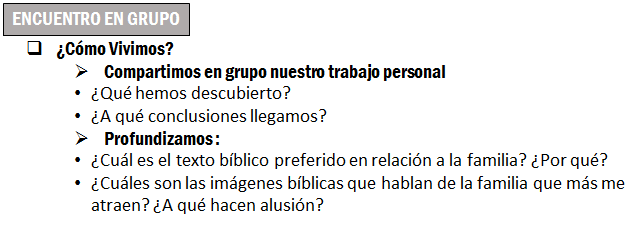 ENCUENTRO EN GRUPO
❑ ¿Cómo Vivimos?
➢ Compartimos en grupo nuestro trabajo personal
• ¿Qué hemos descubierto?
• ¿A qué conclusiones llegamos?
➢ Profundizamos:
• ¿Cuál es el texto bíblico preferido en relación a la familia? ¿Por qué?
• ¿Cuáles son las imágenes bíblicas que hablan de la familia que más me
atraen? ¿A qué hacen alusión?